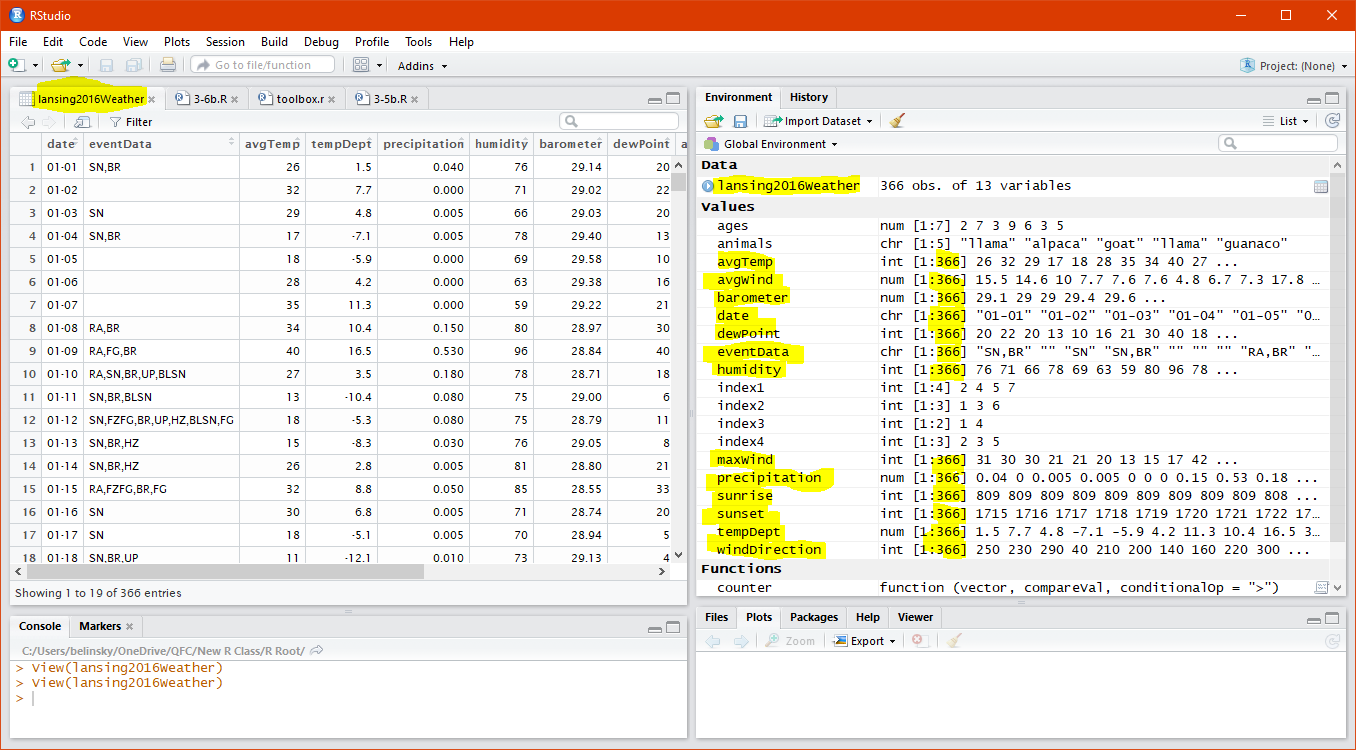 RStudio
File Edit Code View Plots Session Build Debug Profile Tools Help
Go to file/function Addins Project: (None)
lansing2016Weather 3-6b.R toolbox.r 3-5b.R
Filter
date eventData avgTemp tempDept precipitation humidity barometer dewPoint a
1 01-01 SN,BR 26 1.5 0.040 76 29.14 20
2 01-02 32 7.7 0.000 71 29.02 22
3 01-03 SN 29 4.8 0.005 66 29.03 20
4 01-04 SN,BR 17 -7.1 0.005 78 29.40 13
5 01-05 18 -5.9 0.000 69 29.58 10
6 01-06 28 4.2 0.000 63 29.38 16
7 01-07 35 11.3 0.000 59 29.22 21
8 01-08 RA,BR 34 10.4 0.150 80 28.97 30
9 01-09 RA,FG,BR 40 16.5 0.530 96 28.84 40
10 01-10 RA,SN,BR,UP,BLSN 27 3.5 0.180 78 28.71 18
11 01-11 SN,BR,BLSN 13 -10.4 0.080 75 29.00 6
12 01-12 SN,FZFG,BR,UP,HZ,BLSN,FG 18 -5.3 0.080 75 28.79 11
13 01-13 SN,BR,HZ 15 -8.3 0.030 76 29.05 8
14 01-14 SN,BR,HZ 26 2.8 0.005 81 28.80 21
15 01-15 RA,FZFG,BR,FG 32 8.8 0.050 85 28.55 33
16 01-16 SN 30 6.8 0.005 71 28.74 20
17 01-17 SN 18 -5.1 0.005 70 28.94 5
18 01-18 SN,BR,UP 11 -12.1 0.010 73 29.13 4
Showing 1 to 19 of 366 entries
Console Markers
C:/Users/belinsky/OneDrive/QFC/New R Class/R Root/
> View(lansing2016Weather)
> View(lansing2016Weather)
>
Environment History
Import Dataset List
Global Environment
Data
lansing2016Weather 366 obs. of 13 variables
Values
ages num [1:7] 2 7 3 9 6 3 5
animals chr [1:5] "llama" "alpaca" "goat" "llama" "guanaco"
avgTemp int [1:366] 26 32 29 17 18 28 35 34 40 27 ...
avgWind num [1:366] 15.5 14.6 10 7.7 7.6 7.6 4.8 6.7 7.3 17.8 …
barometer num [1:366] 29.1 29 29 29.4 29.6 ...
date chr [1:366] "01-01" "01-02" "01-03" "01-04" "01-05" "0…
dewPoint int [1:366] 20 22 20 13 10 16 21 30 40 18 ...
eventData chr [1:366] "SN,BR" "" "SN" "SN,BR" "" "" "" "RA,BR" "…
humidity int [1:366] 76 71 66 78 69 63 59 80 96 78 ...
index1 int [1:4] 2 4 5 7
index2 int [1:3] 1 3 6
index3 int [1:2] 1 4
index4 int [1:3] 2 3 5
maxWind int [1:366] 31 30 30 21 21 20 13 15 17 42 ...
precipitation num [1:366] 0.04 0 0.005 0.005 0 0 0 0.15 0.53 0.18 ...
sunrise int [1:366] 809 809 809 809 809 809 809 809 809 808 ...
sunset int [1:366] 1715 1716 1717 1718 1719 1720 1721 1722 17…
tempDept num [1:366] 1.5 7.7 4.8 -7.1 -5.9 4.2 11.3 10.4 16.5 3…
windDirection int [1:366] 250 230 290 40 210 200 140 160 220 300 ...
Functions
counter function (vector, compareVal, conditionalOp = ">")
Files Plots Packages Help Viewer
Zoom Export